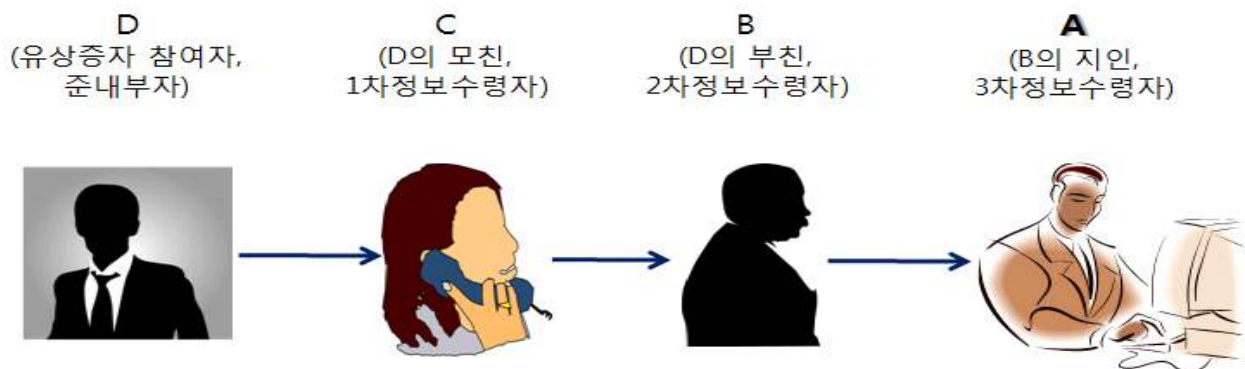 D
(유상증자 참여자,
준내부자)
C
(D의 모친,
1차정보수령자)
B
(D의 부친,
2차정보수령자)
A
(B의 지인,
3차정보수령자)